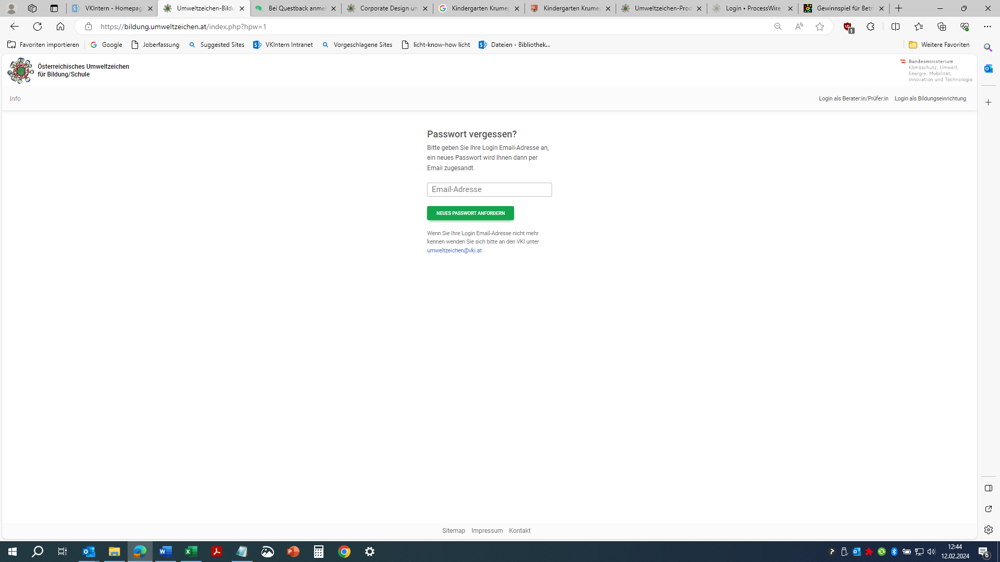 VKIntern - Homepag
Umweltzeichen-Bildu
Bei Questback anmel
Corporate Design un
Kindergarten Krumeg
Kindergarten Krumeg
Umweltzeichen-Prod
Login • ProcessWire
Gewinnspiel für Betri
https://bildung.umweltzeichen.at/index.php?hpw=1
1
Favoriten importieren
Google
Joberfassung
Suggested Sites
VKIntern Intranet
Vorgeschlagene Sites
licht-know-how licht
Dateien - Bibliothek...
Weitere Favoriten
Österreichisches Umweltzeichen
für Bildung/Schule
Bundesministerium
Klimaschutz, Umwelt,
Energie, Mobilität,
Innovation und Technologie
Info
Login als Berater:in/Prüfer:in
Login als Bildungseinrichtung
Passwort vergessen?
Bitte geben Sie Ihre Login Email-Adresse an,
ein neues Passwort wird Ihnen dann per
Email zugesandt.
Email-Adresse
NEUES PASSWORT ANFORDERN
Wenn Sie Ihre Login Email-Adresse nicht mehr
kennen wenden Sie sich bitte an den VKI unter
umweltzeichen@vki.at
Sitemap
Impressum
Kontakt
12:44
12.02.2024
6